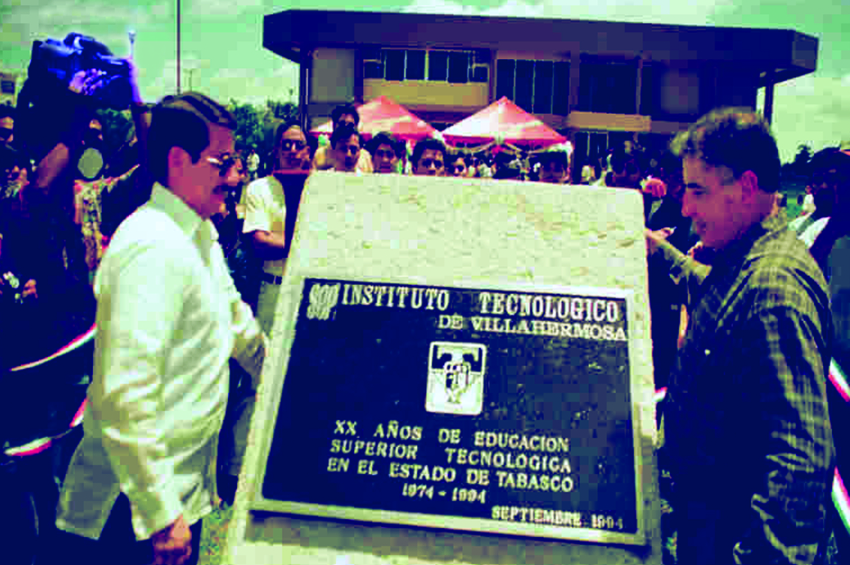 SEP INSTITUTO TECNOLOGICO
DE VILLAHERMOSA
XX AÑOS DE EDUCACION
SUPERIOR TECNOLOGICA
EN EL ESTADO DE TABASCO
1974 - 1994
SEPTIEMBRE 1994